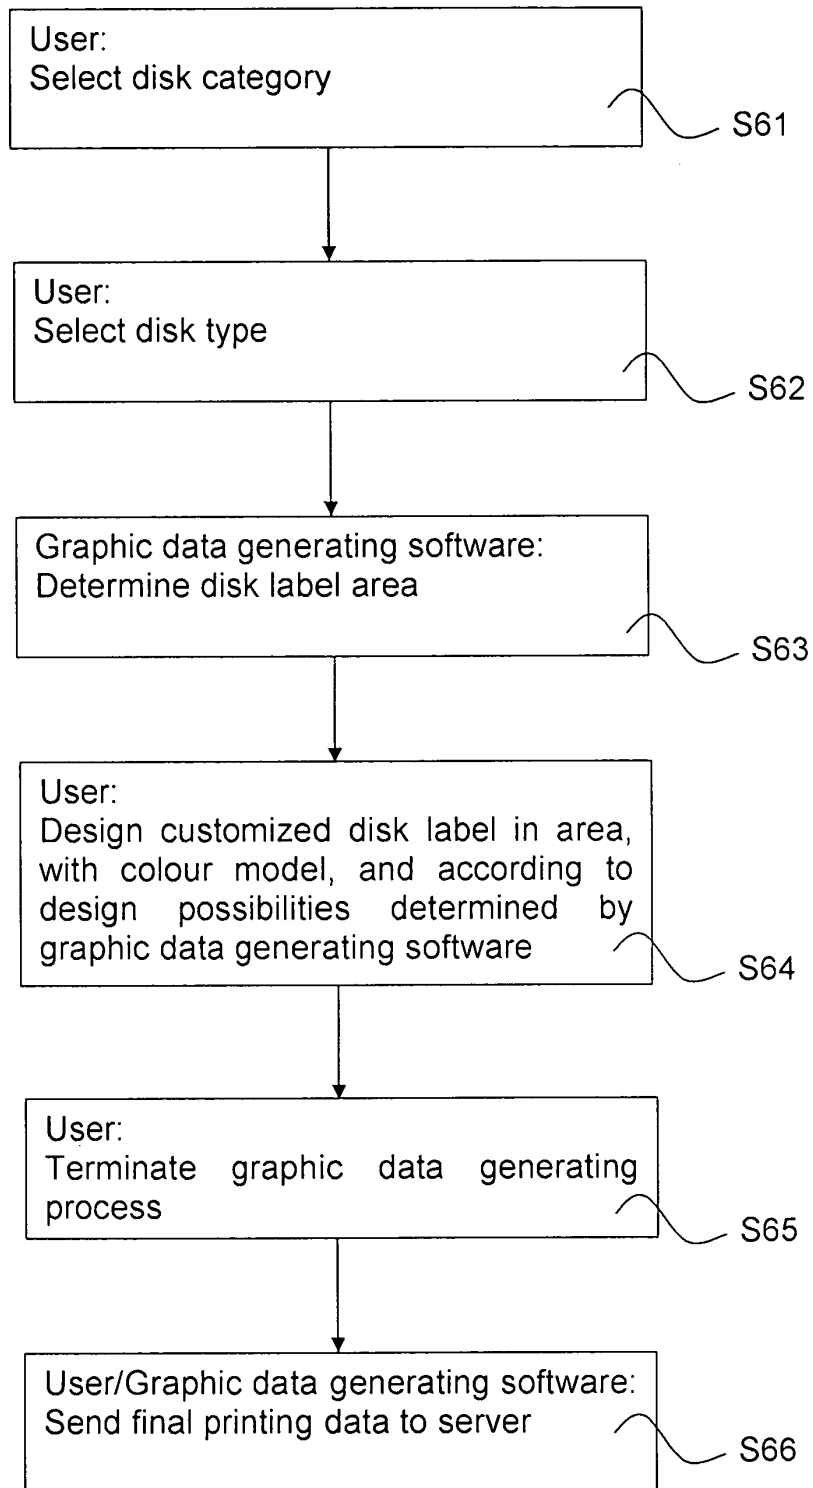 User:
Select disk category
S61
User:
Select disk type
S62
Graphic data generating software:
Determine disk label area
S63
User:
Design customized disk label in area,
with colour model, and according to
design possibilities determined by
graphic data generating software
S64
User:
Terminate graphic data generating
process
S65
User/Graphic data generating software:
Send final printing data to server
S66